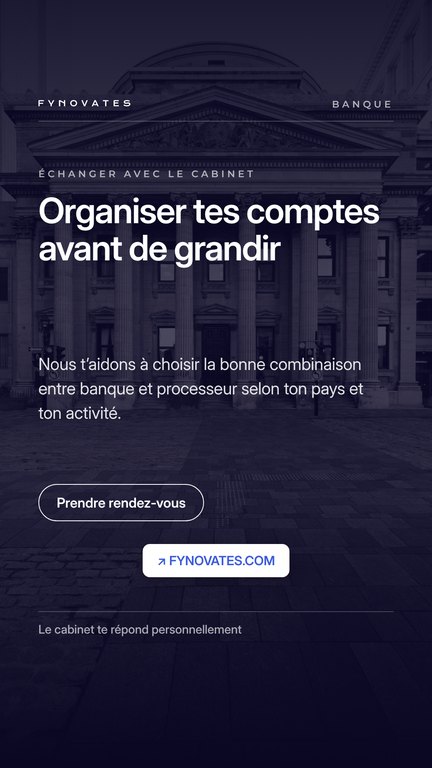 FYNOVATES
BANQUE
ÉCHANGER AVEC LE CABINET
Organiser tes comptes
avant de grandir
Nous t’aidons à choisir la bonne combinaison
entre banque et processeur selon ton pays et
ton activité.
Prendre rendez-vous
↗ FYNOVATES.COM
Le cabinet te répond personnellement